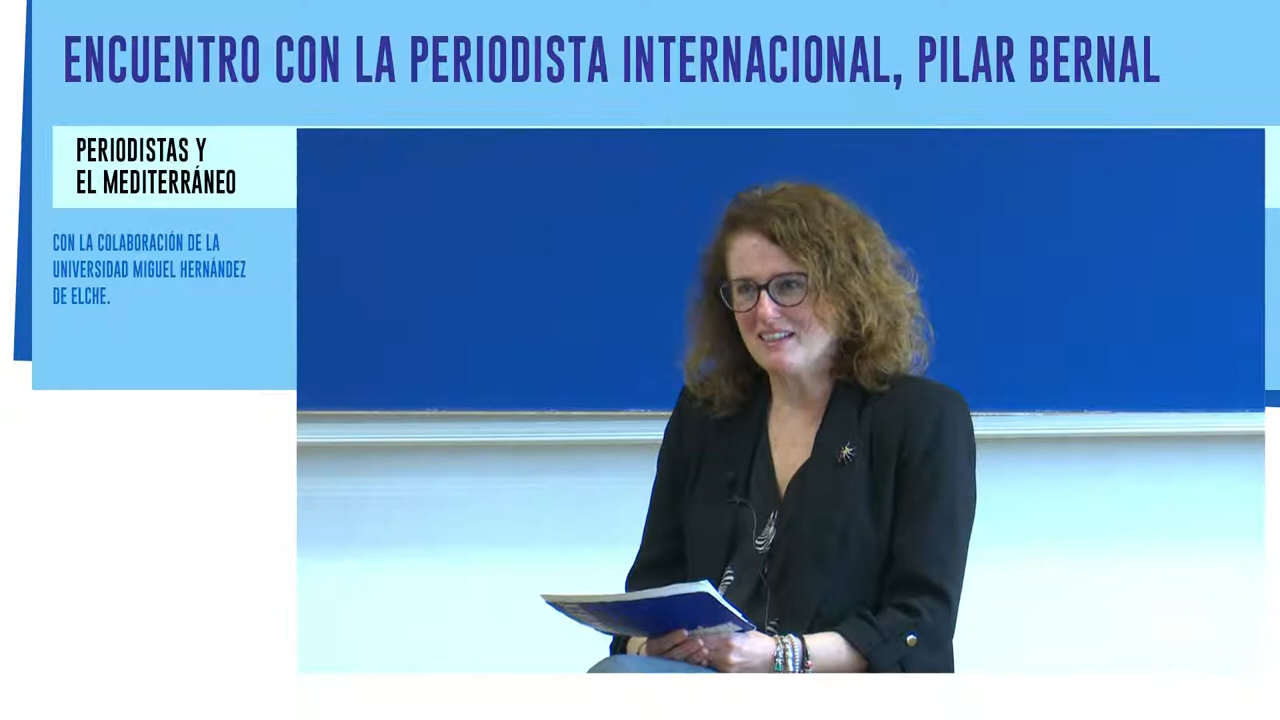 ENCUENTRO CON LA PERIODISTA INTERNACIONAL, PILAR BERNAL
PERIODISTAS Y
EL MEDITERRÁNEO
CON LA COLABORACIÓN DE LA
UNIVERSIDAD MIGUEL HERNÁNDEZ
DE ELCHE.